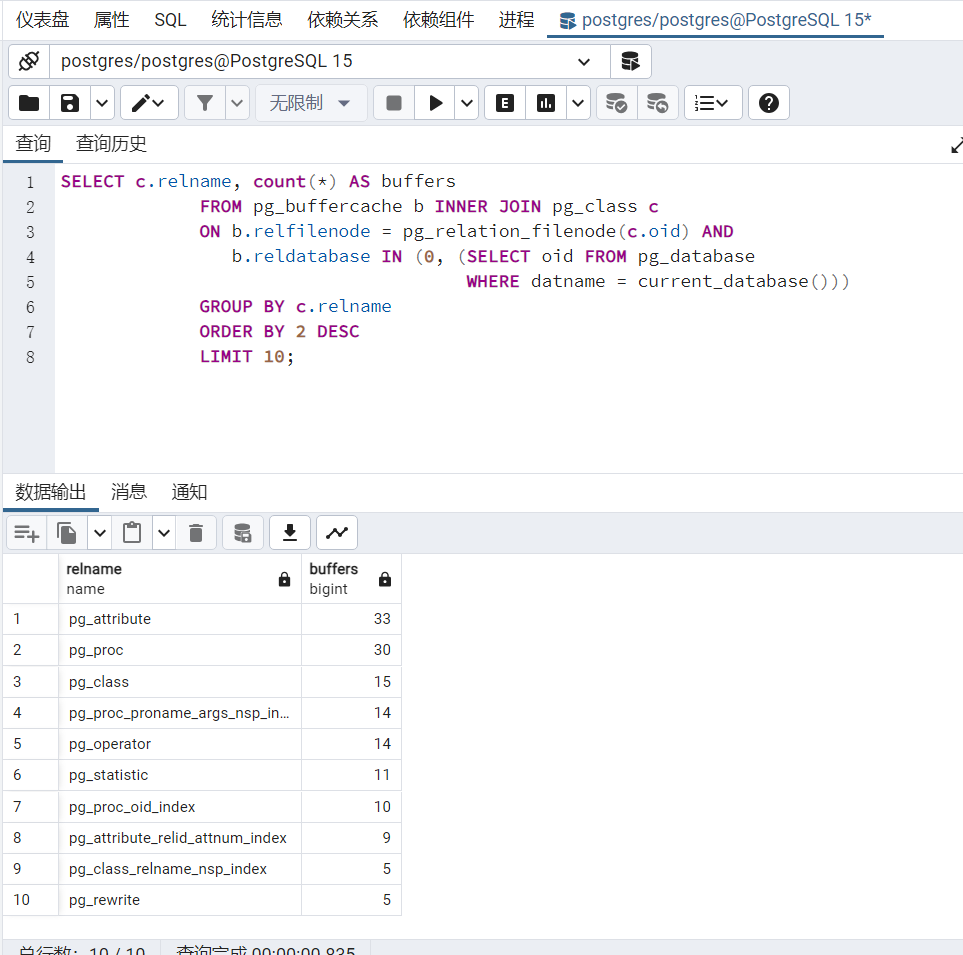 仪表盘 属性 SQL 统计信息 依赖关系 依赖组件 进程 postgres/postgres@PostgreSQL 15*
postgres/postgres@PostgreSQL 15
无限制 E
查询 查询历史
1 SELECT c.relname, count(*) AS buffers
2 FROM pg_buffercache b INNER JOIN pg_class c
3 ON b.relfilenode = pg_relation_filenode(c.oid) AND
4 b.reldatabase IN (0, (SELECT oid FROM pg_database
5 WHERE datname = current_database()))
6 GROUP BY c.relname
7 ORDER BY 2 DESC
8 LIMIT 10;
数据输出 消息 通知
relname buffers
name bigint
1 pg_attribute 33
2 pg_proc 30
3 pg_class 15
4 pg_proc_proname_args_nsp_in... 14
5 pg_operator 14
6 pg_statistic 11
7 pg_proc_oid_index 10
8 pg_attribute_relid_attnum_index 9
9 pg_class_relname_nsp_index 5
10 pg_rewrite 5
总行数: 10 / 10 查询完成 00:00:00.835